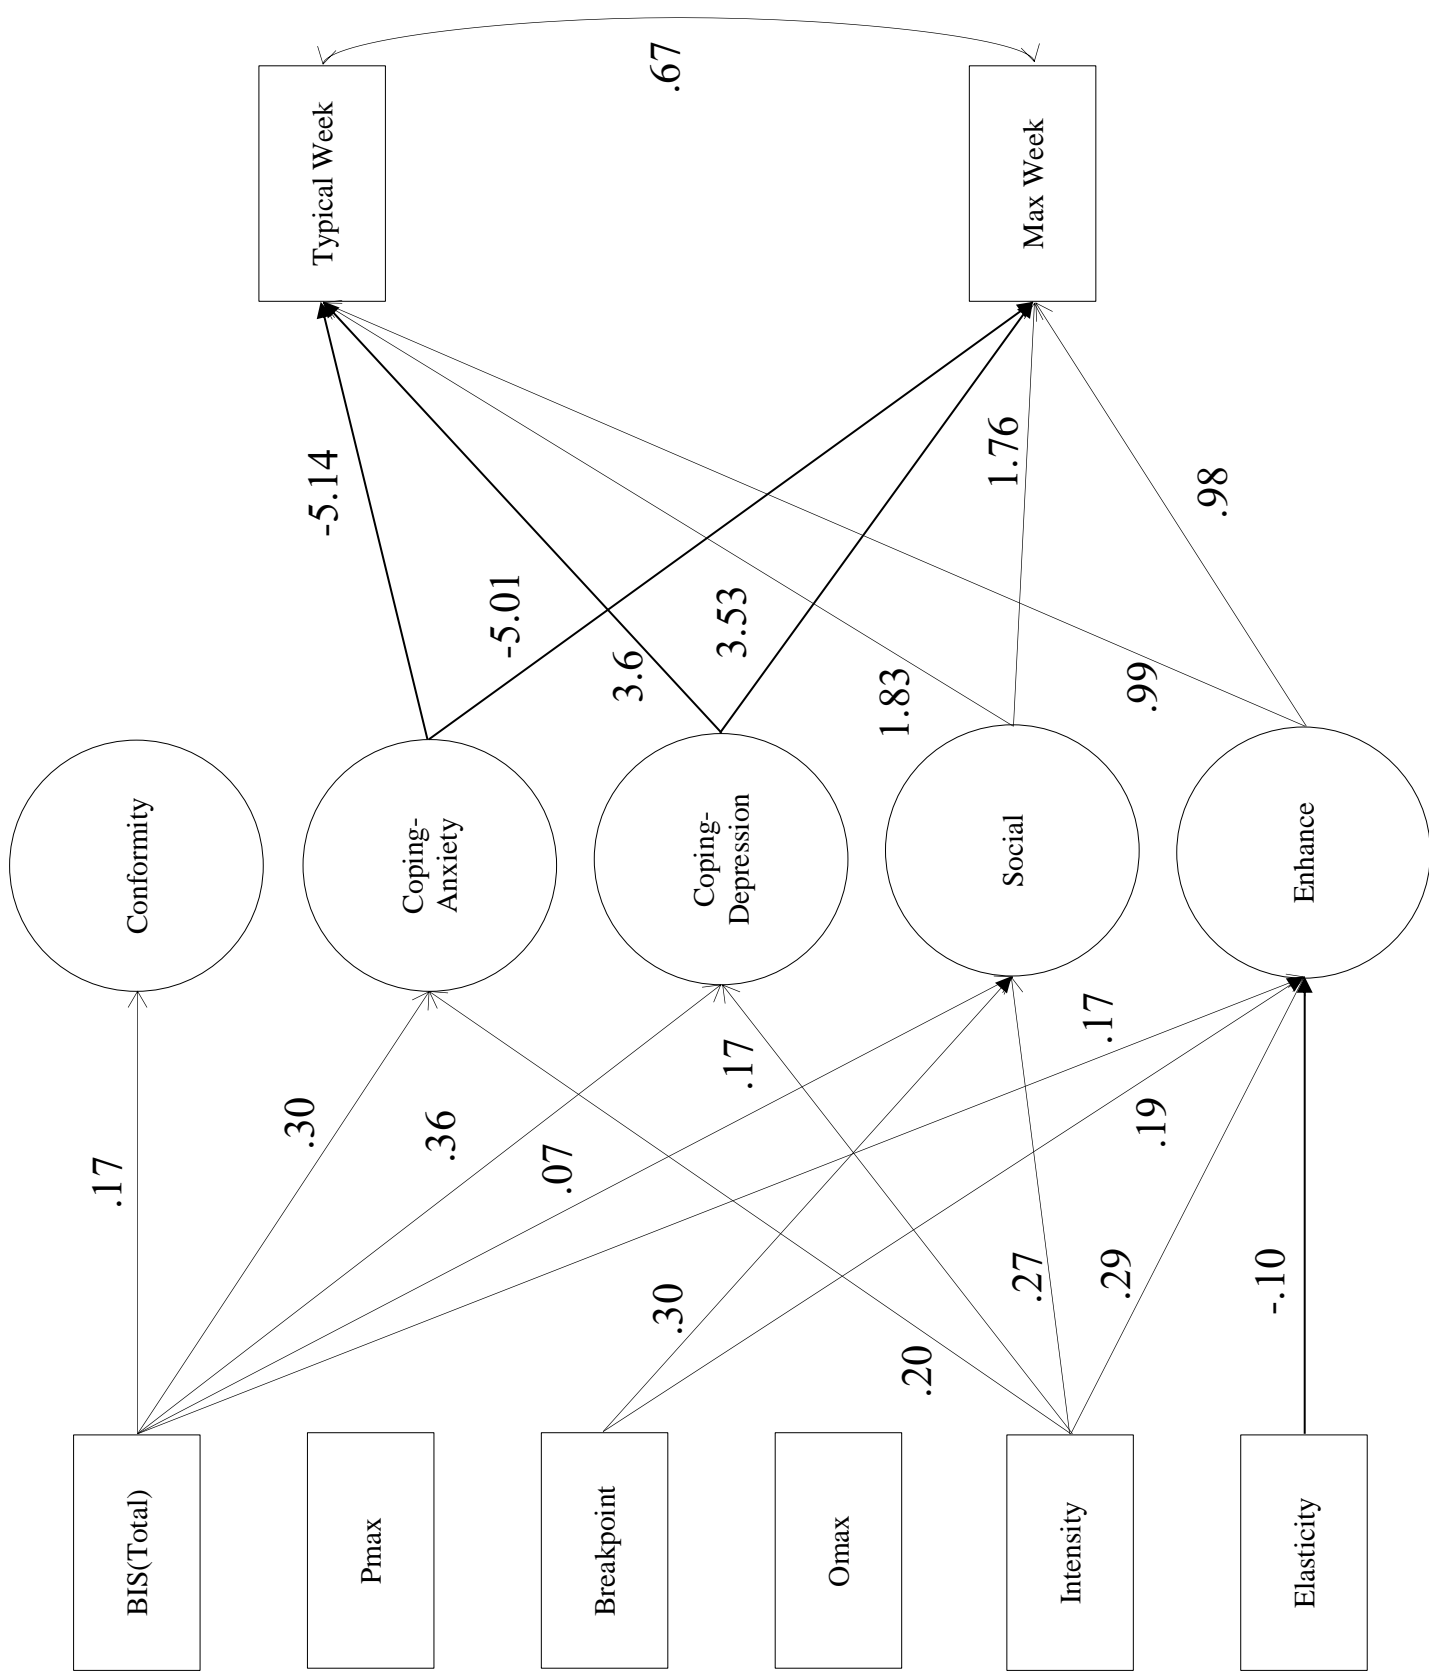 BIS(Total)
Pmax
Breakpoint
Omax
Intensity
Elasticity
.17
.30
.36
.07
.17
.30
.19
.20
.17
.27
.29
-.10
Conformity
Coping-
Anxiety
Coping-
Depression
Social
Enhance
-5.14
-5.01
3.6
3.53
1.83
1.76
.99
.98
Typical Week
Max Week
.67